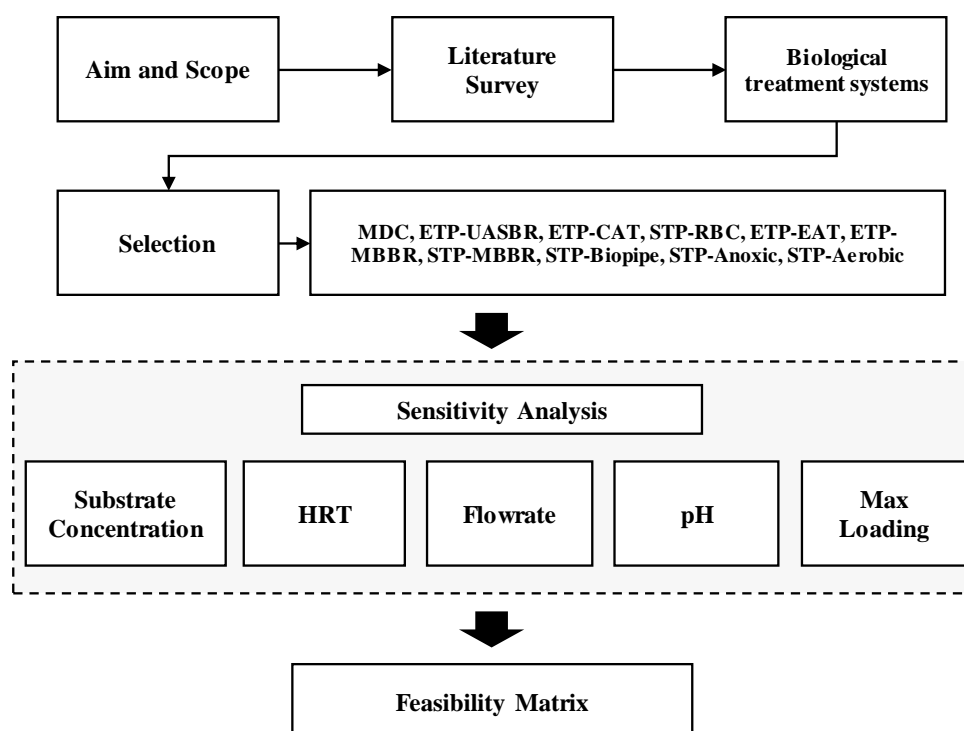 Aim and Scope
Literature
Survey
Biological
treatment systems
Selection
MDC, ETP-UASBR, ETP-CAT, STP-RBC, ETP-EAT, ETP-
MBBR, STP-MBBR, STP-Biopipe, STP-Anoxic, STP-Aerobic
Sensitivity Analysis
Substrate
Concentration
HRT
Flowrate
pH
Max
Loading
Feasibility Matrix